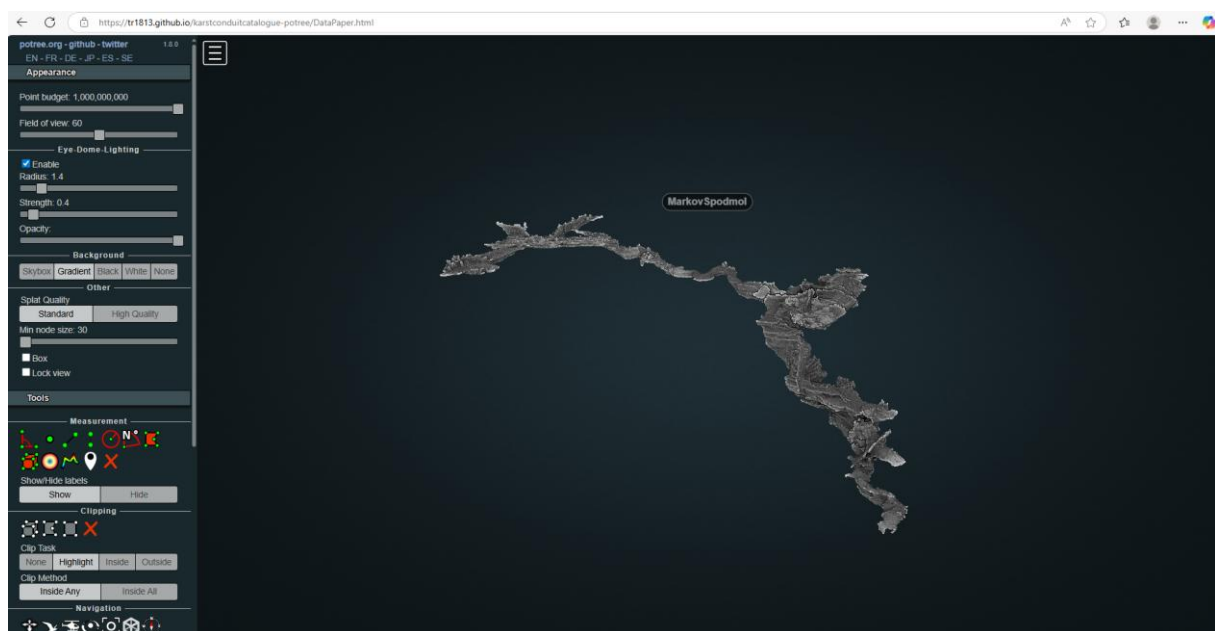 https://tr1813.github.io/karstconduitcatalogue-potree/DataPaper.html
potree.org - github - twitter 1.8.0
EN - FR - DE - JP - ES - SE
Appearance
Point budget: 1,000,000,000
Field of view: 60
Eye-Dome-Lighting
Enable
Radius: 1.4
Strength: 0.4
Opacity:
Background
Skybox Gradient Black White None
Other
Splat Quality
Standard High Quality
Min node size: 30
Box
Lock view
Tools
Measurement
N
Show/Hide labels
Show Hide
Clipping
Clip Task
None Highlight Inside Outside
Clip Method
Inside Any Inside All
Navigation
MarkovSpodmol